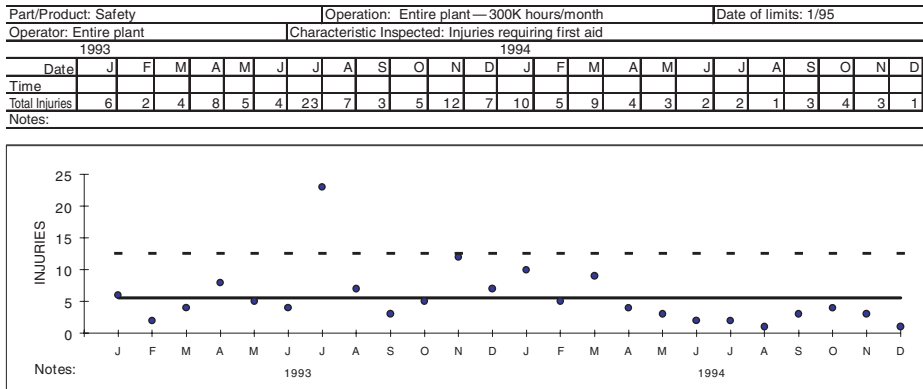 Part/Product: Safety Operation: Entire plant—300K hours/month Date of limits: 1/95
Operator: Entire plant Characteristic Inspected: Injuries requiring first aid
1993 1994
Date J F M A M J J A S O N D J F M A M J J A S O N D
Time
Total Injuries 6 2 4 8 5 4 23 7 3 5 12 7 10 5 9 4 3 2 2 1 3 4 3 1
Notes:
25
20
15
10
5
0
INJURIES
J F M A M J J A S O N D J F M A M J J A S O N D
Notes: 1993 1994